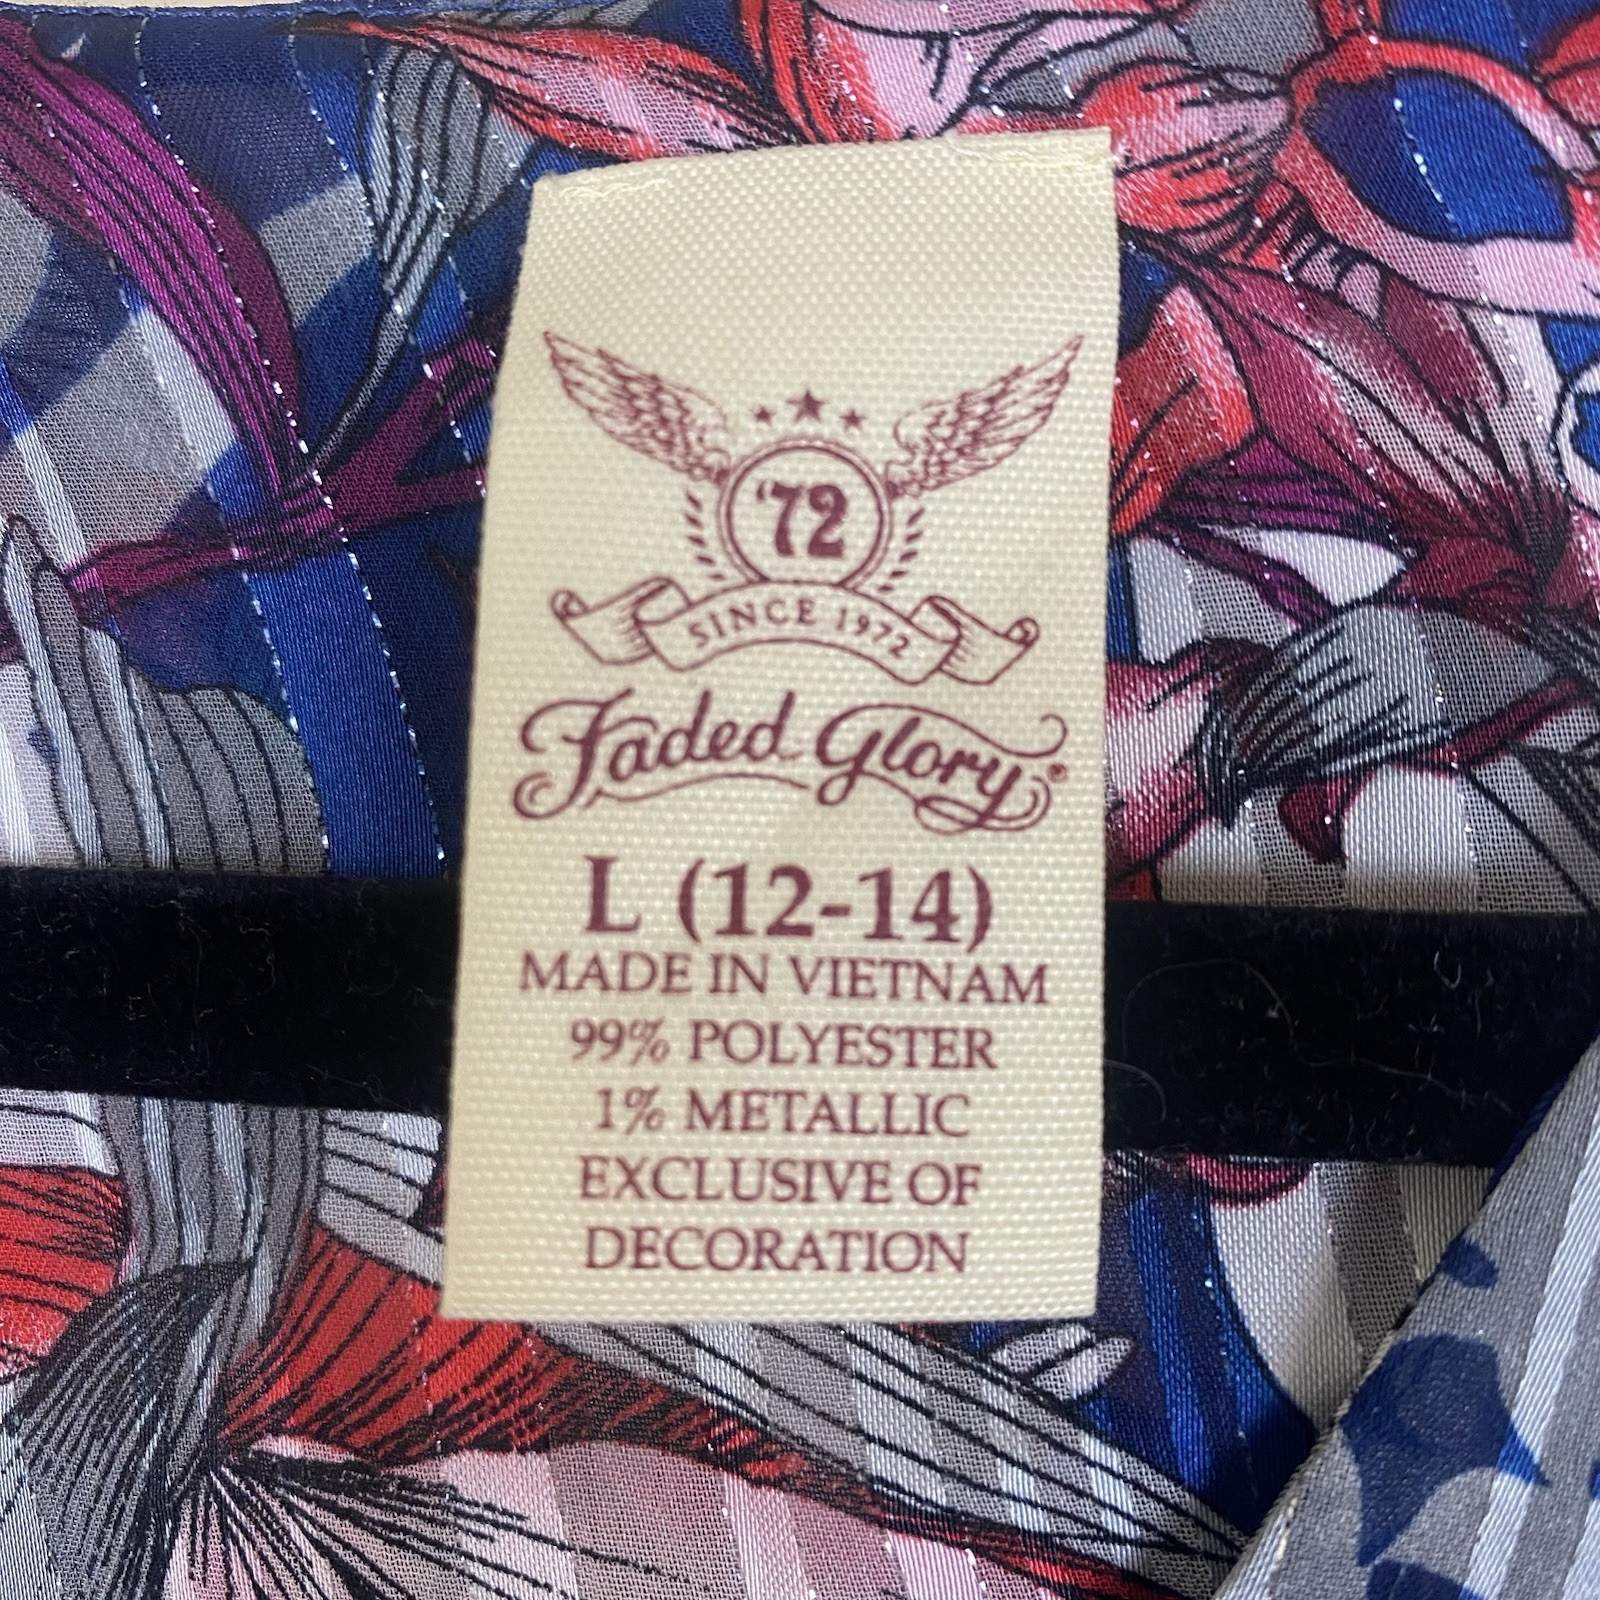 '72
SINCE 1972
Faded Glory®
L (12-14)
MADE IN VIETNAM
99% POLYESTER
1% METALLIC
EXCLUSIVE OF
DECORATION